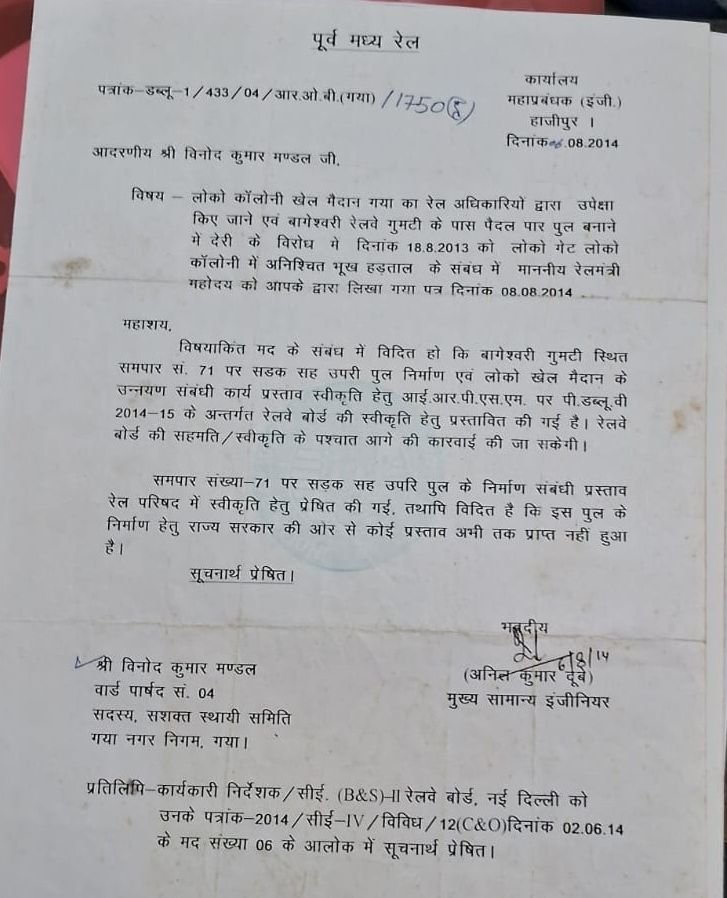 पूर्व मध्य रेल
कार्यालय
पत्रांक–डब्लू–1/433/04/आर.ओ.बी.(गया) /1750
महाप्रबंधक (इंजी.)
हाजीपुर ।
दिनांक 06.08.2014
आदरणीय श्री विनोद कुमार मण्डल जी,
विषय – लोको कॉलोनी खेल मैदान गया का रेल अधिकारियों द्वारा उपेक्षा
किए जाने एवं बागेश्वरी रेलवे गुमटी के पास पैदल पार पुल बनाने
में देरी के विरोध मे दिनांक 18.8.2013 को लोको गेट लोको
कॉलोनी में अनिश्चित भूख हड़ताल के संबंध में माननीय रेलमंत्री
महोदय को आपके द्वारा लिखा गया पत्र दिनांक 08.08.2014
महाशय,
विषयाकित मद के संबंध में विदित हो कि बागेश्वरी गुमटी स्थित
समपार सं. 71 पर सडक सह उपरी पुल निर्माण एवं लोको खेल मैदान के
उन्नयण संबंधी कार्य प्रस्ताव स्वीकृति हेतु आई.आर.पी.एस.एम. पर पी.डब्लू.वी
2014–15 के अन्तर्गत रेलवे बोर्ड की स्वीकृति हेतु प्रस्तावित की गई है। रेलवे
बोर्ड की सहमति/स्वीकृति के पश्चात आगे की कारवाई की जा सकेगी।
समपार संख्या–71 पर सड़क सह उपरि पुल के निर्माण संबंधी प्रस्ताव
रेल परिषद में स्वीकृति हेतु प्रेषित की गई, तथापि विदित है कि इस पुल के
निर्माण हेतु राज्य सरकार की ओर से कोई प्रस्ताव अभी तक प्राप्त नहीं हुआ
है।
सूचनार्थ प्रेषित।
भवदीय
6/8/14
(अनिल कुमार दूबे)
मुख्य सामान्य इंजीनियर
श्री विनोद कुमार मण्डल
वार्ड पार्षद सं. 04
सदस्य, सशक्त स्थायी समिति
गया नगर निगम, गया।
प्रतिलिपि–कार्यकारी निर्देशक/सीई. (B&S)-II रेलवे बोर्ड, नई दिल्ली को
उनके पत्रांक–2014/सीई–IV/विविध/12(C&O)दिनांक 02.06.14
के मद संख्या 06 के आलोक में सूचनार्थ प्रेषित।